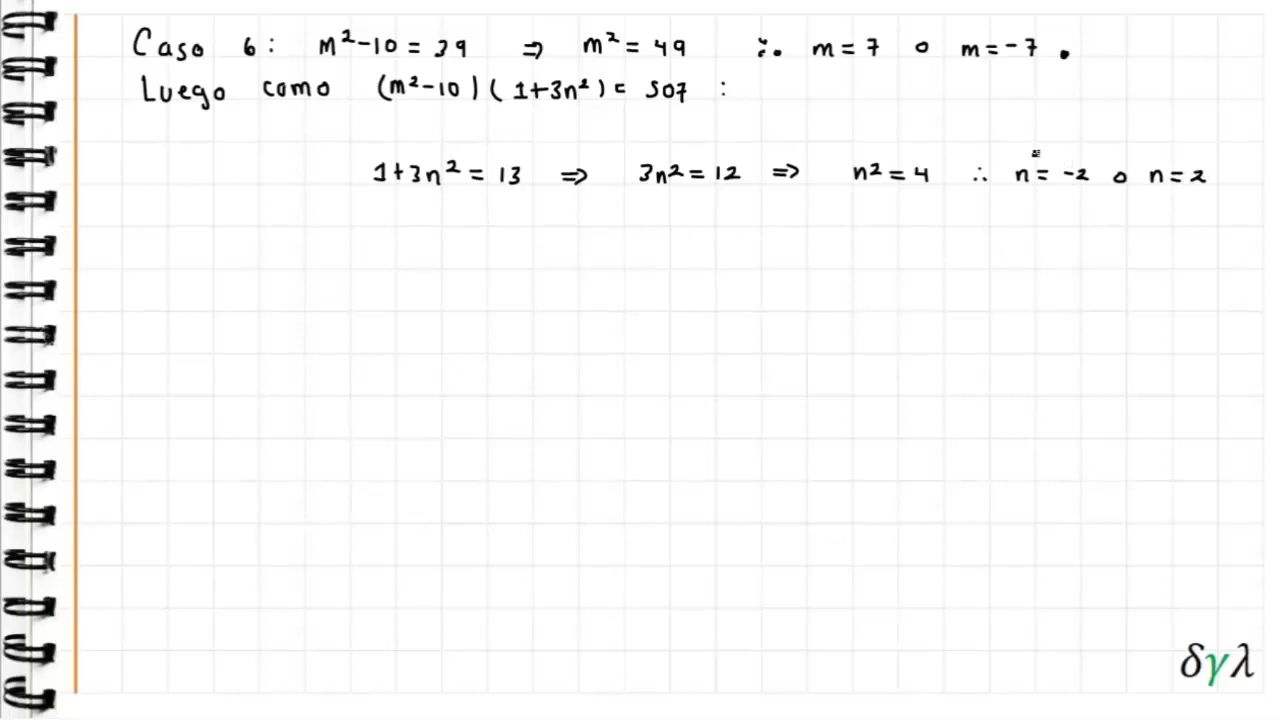 Caso 6: m²-10 = 39 ⇒ m² = 49 ∴ m = 7 o m = -7.
Luego como (m²-10)(1+3n²) = 507 :
1+3n² = 13 ⇒ 3n² = 12 ⇒ n² = 4 ∴ n = -2 o n = 2
δγλ